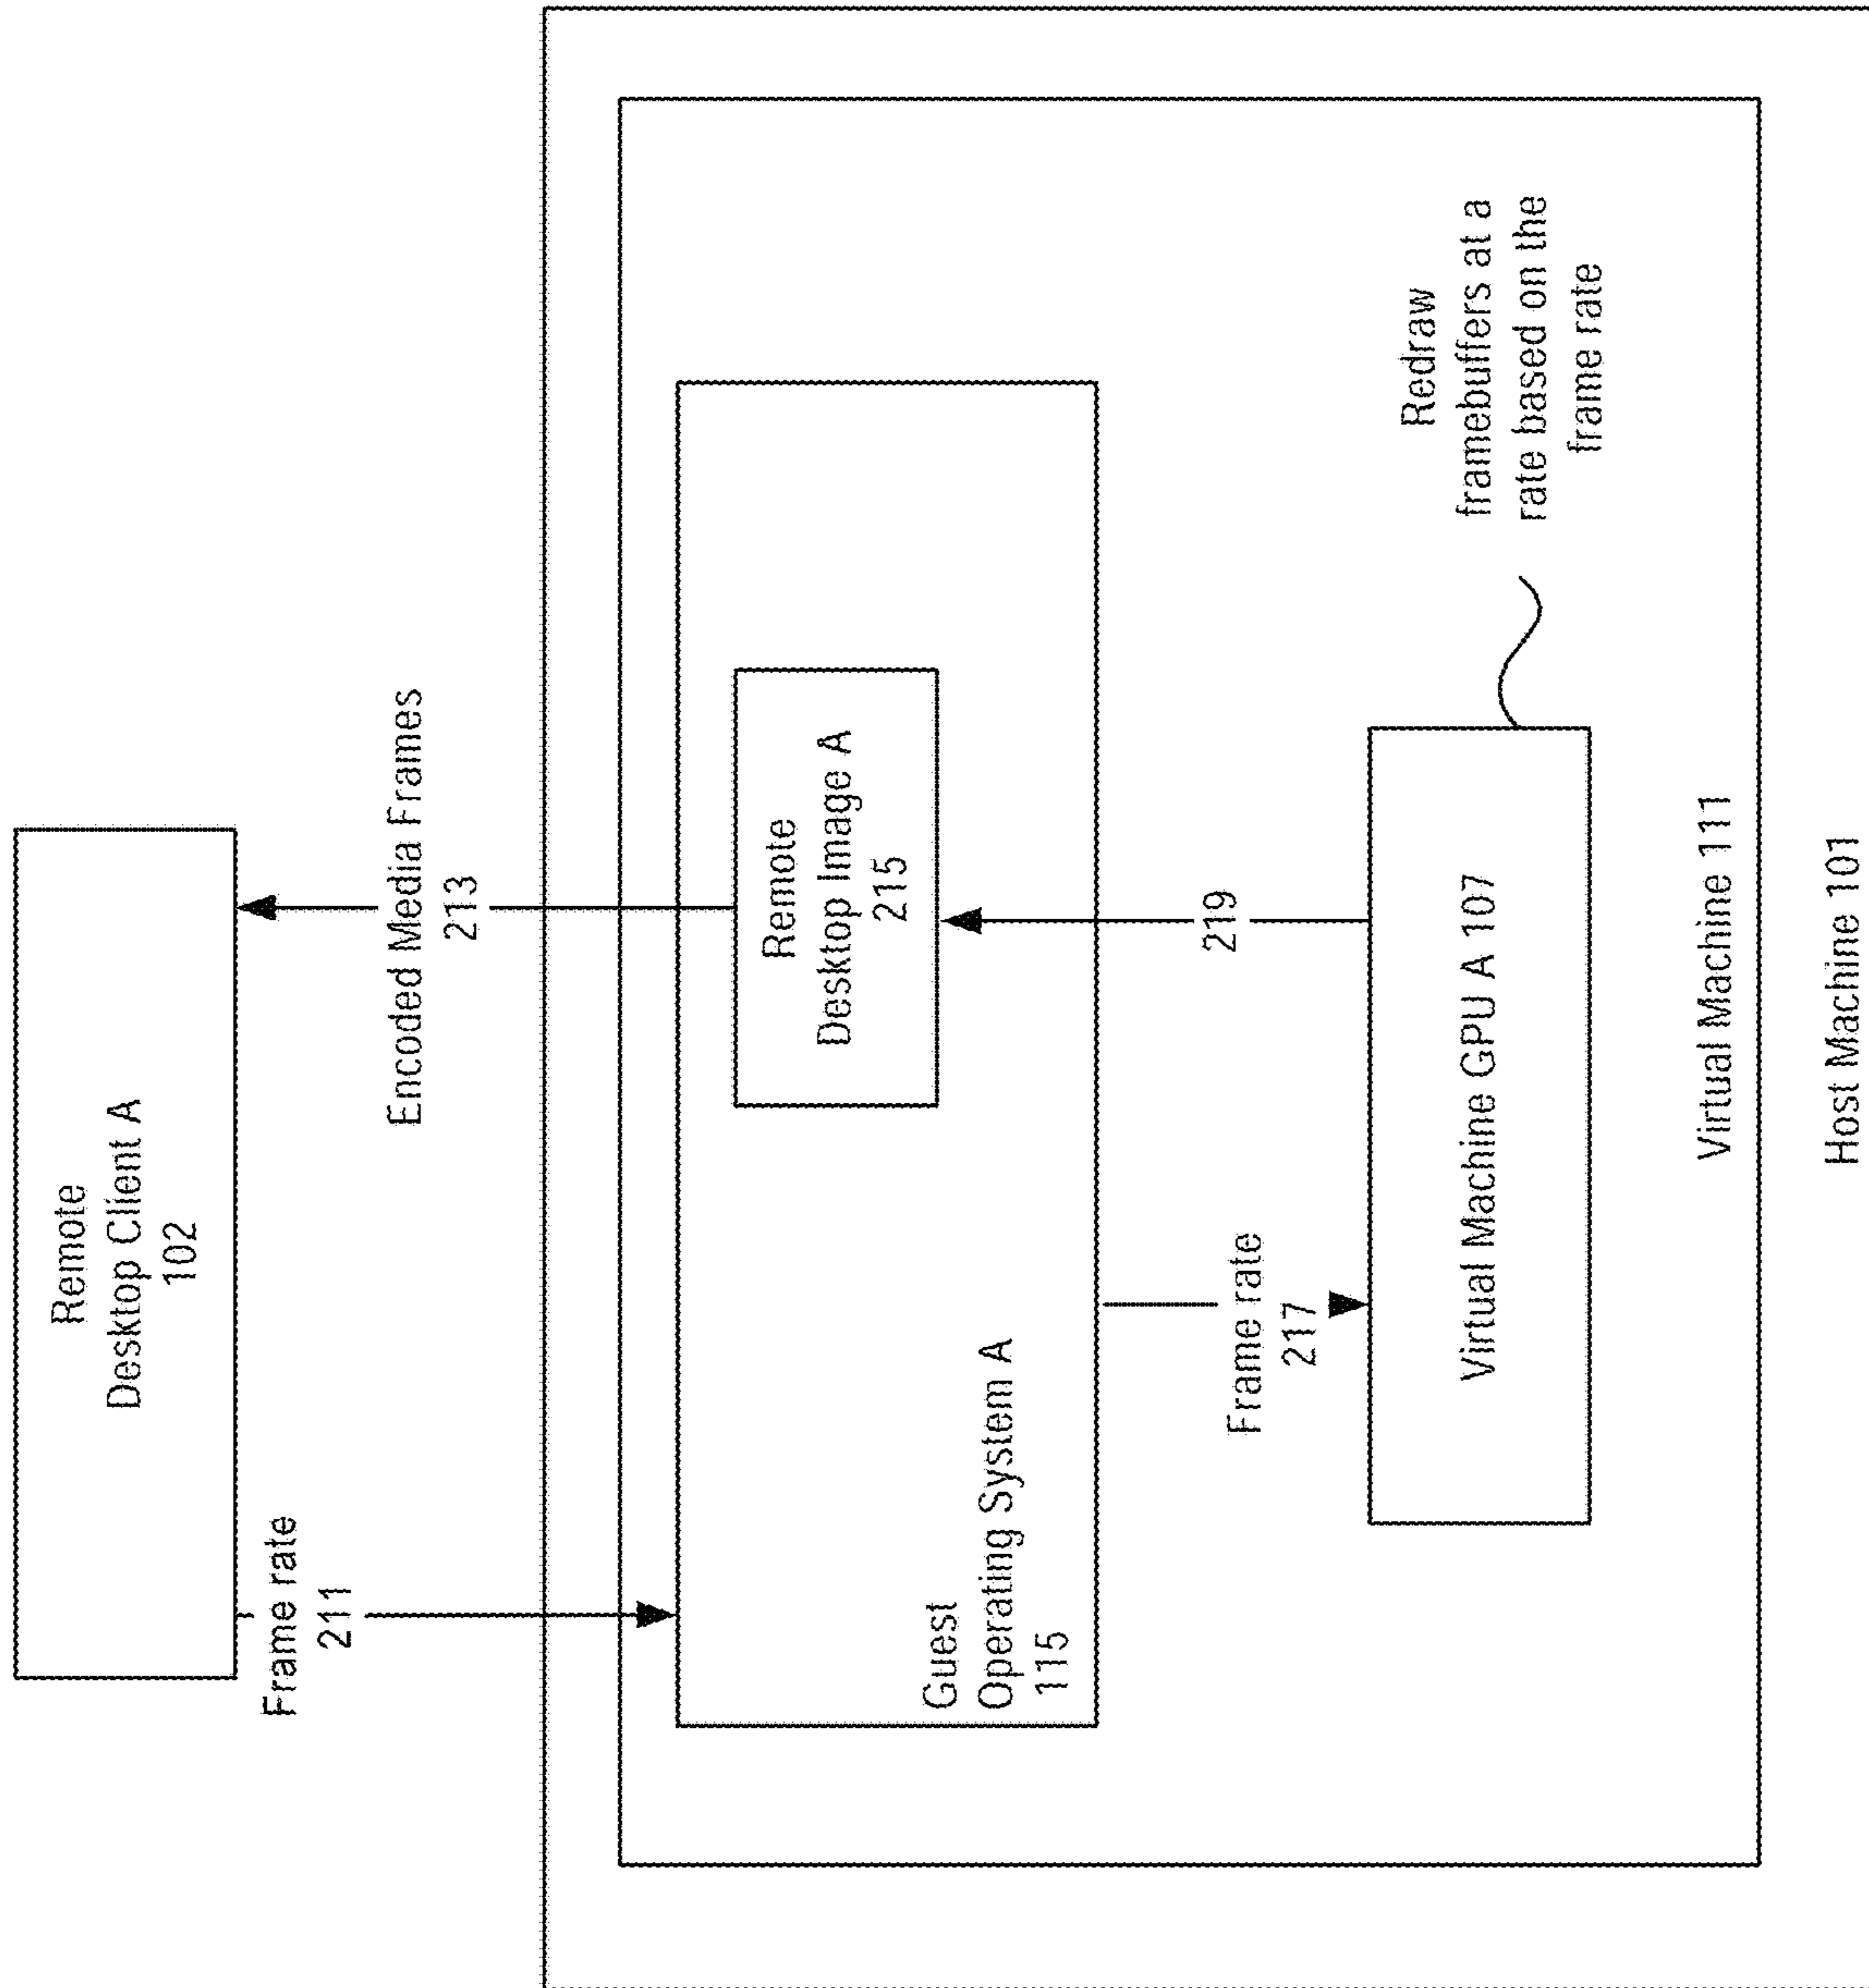 Remote
Desktop Client A
102
Frame rate
211
Encoded Media Frames
213
Remote
Desktop Image A
215
Guest
Operating System A
115
Frame rate
217
219
Virtual Machine GPU A 107
Redraw
framebuffers at a
rate based on the
frame rate
Virtual Machine 111
Host Machine 101